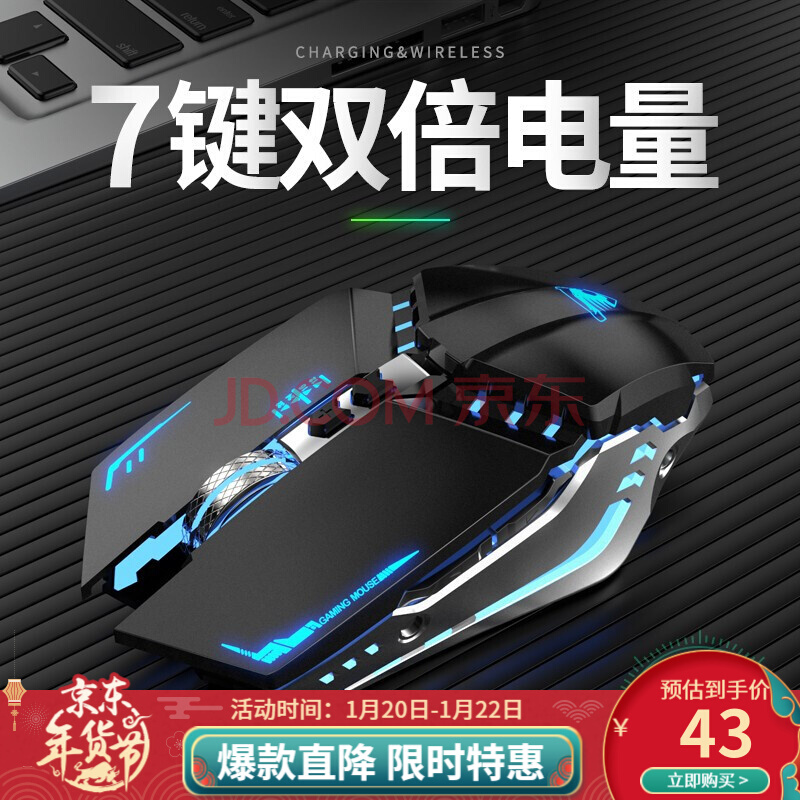 CHARGING&WIRELESS
7键双倍电量
JD.COM 京东
GAMING MOUSE
return
shift
京东
年货节
活动时间：1月20日-1月22日
爆款直降 限时特惠
预估到手价
¥ 43
立即购买 >